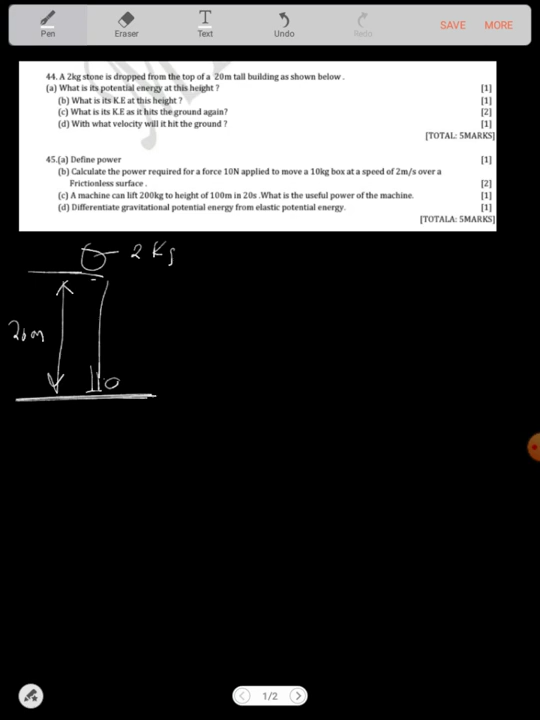 SAVE MORE
Pen Eraser Text Undo Redo
44. A 2kg stone is dropped from the top of a 20m tall building as shown below .
(a) What is its potential energy at this height ? [1]
(b) What is its K.E at this height ? [1]
(c) What is its K.E as it hits the ground again? [2]
(d) With what velocity will it hit the ground ? [1]
[TOTAL: 5MARKS]
45.(a) Define power [1]
(b) Calculate the power required for a force 10N applied to move a 10kg box at a speed of 2m/s over a
Frictionless surface . [2]
(c) A machine can lift 200kg to height of 100m in 20s .What is the useful power of the machine. [1]
(d) Differentiate gravitational potential energy from elastic potential energy. [1]
[TOTALA: 5MARKS]
2 Kg
20m
1/2